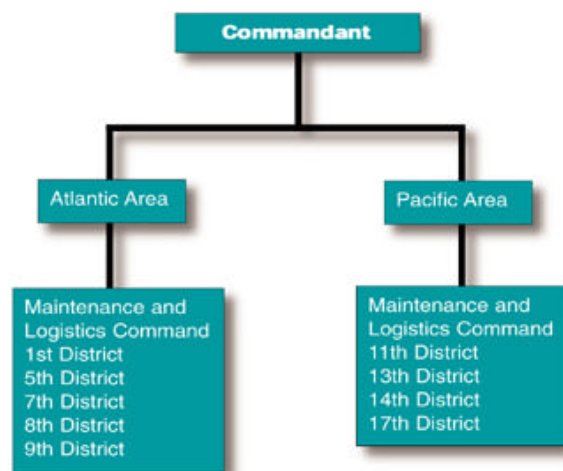 Commandant
Atlantic Area
Pacific Area
Maintenance and
Logistics Command
1st District
5th District
7th District
8th District
9th District
Maintenance and
Logistics Command
11th District
13th District
14th District
17th District